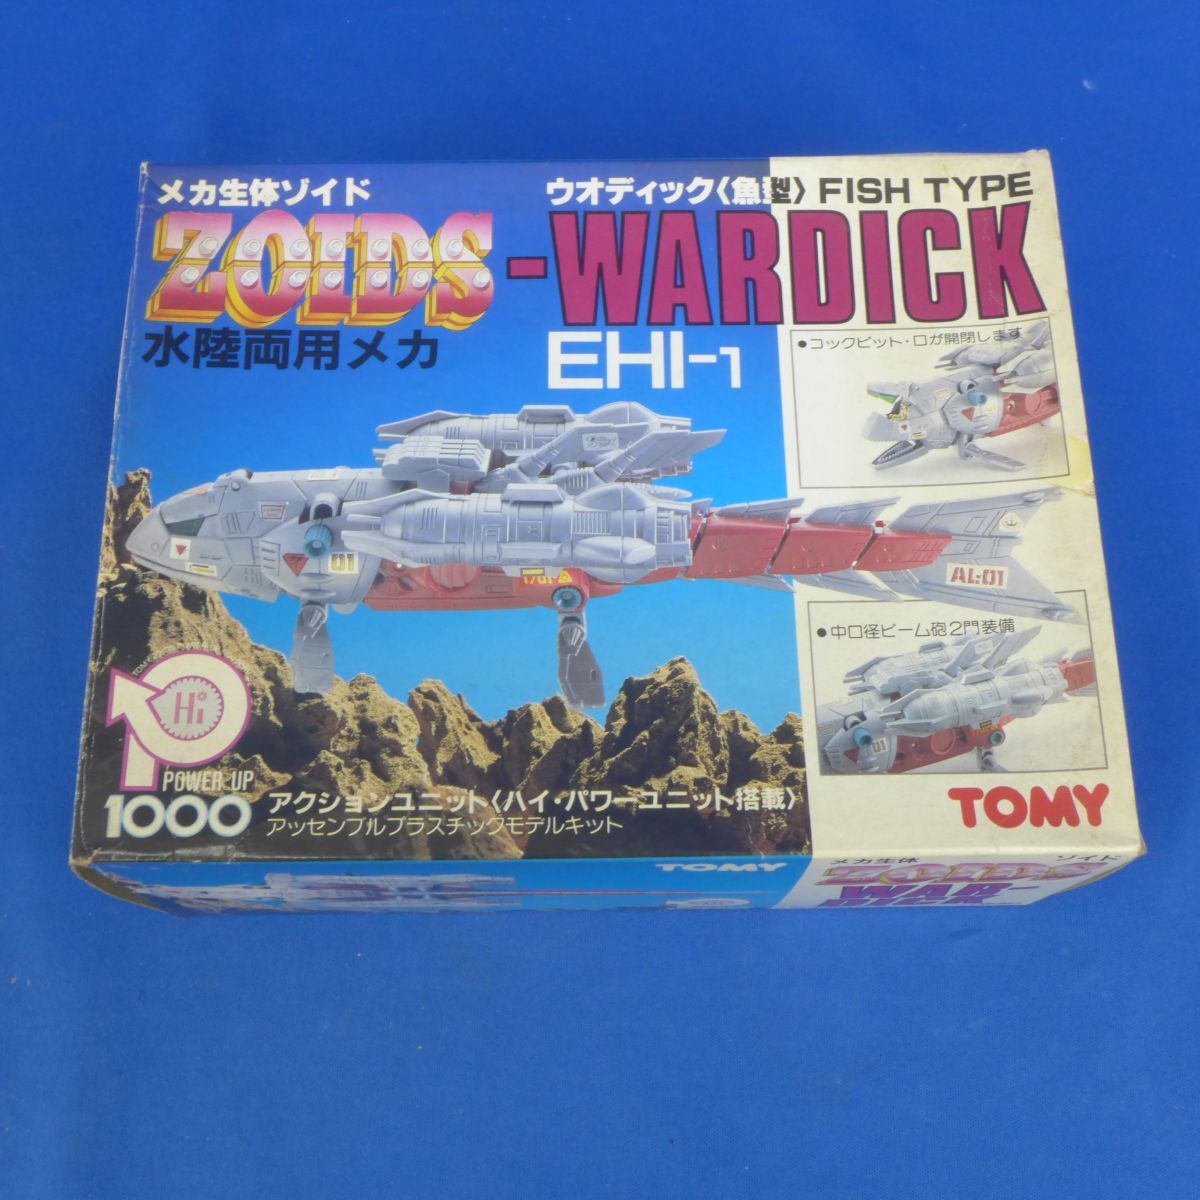 メカ生体ゾイド
ZOIDS
水陸両用メカ
ウオディック〈魚型〉 FISH TYPE
-WARDICK
EHI-1
●コックピット・口が開閉します
01
1701
AL-01
●中口径ビーム砲2門装備
01
Hi
POWER UP
1000
アクションユニット〈ハイ・パワーユニット搭載〉
アッセンブルプラスチックモデルキット
TOMY
TOMY
メカ生体 ゾイド
ZOIDS
WAR-
DICK